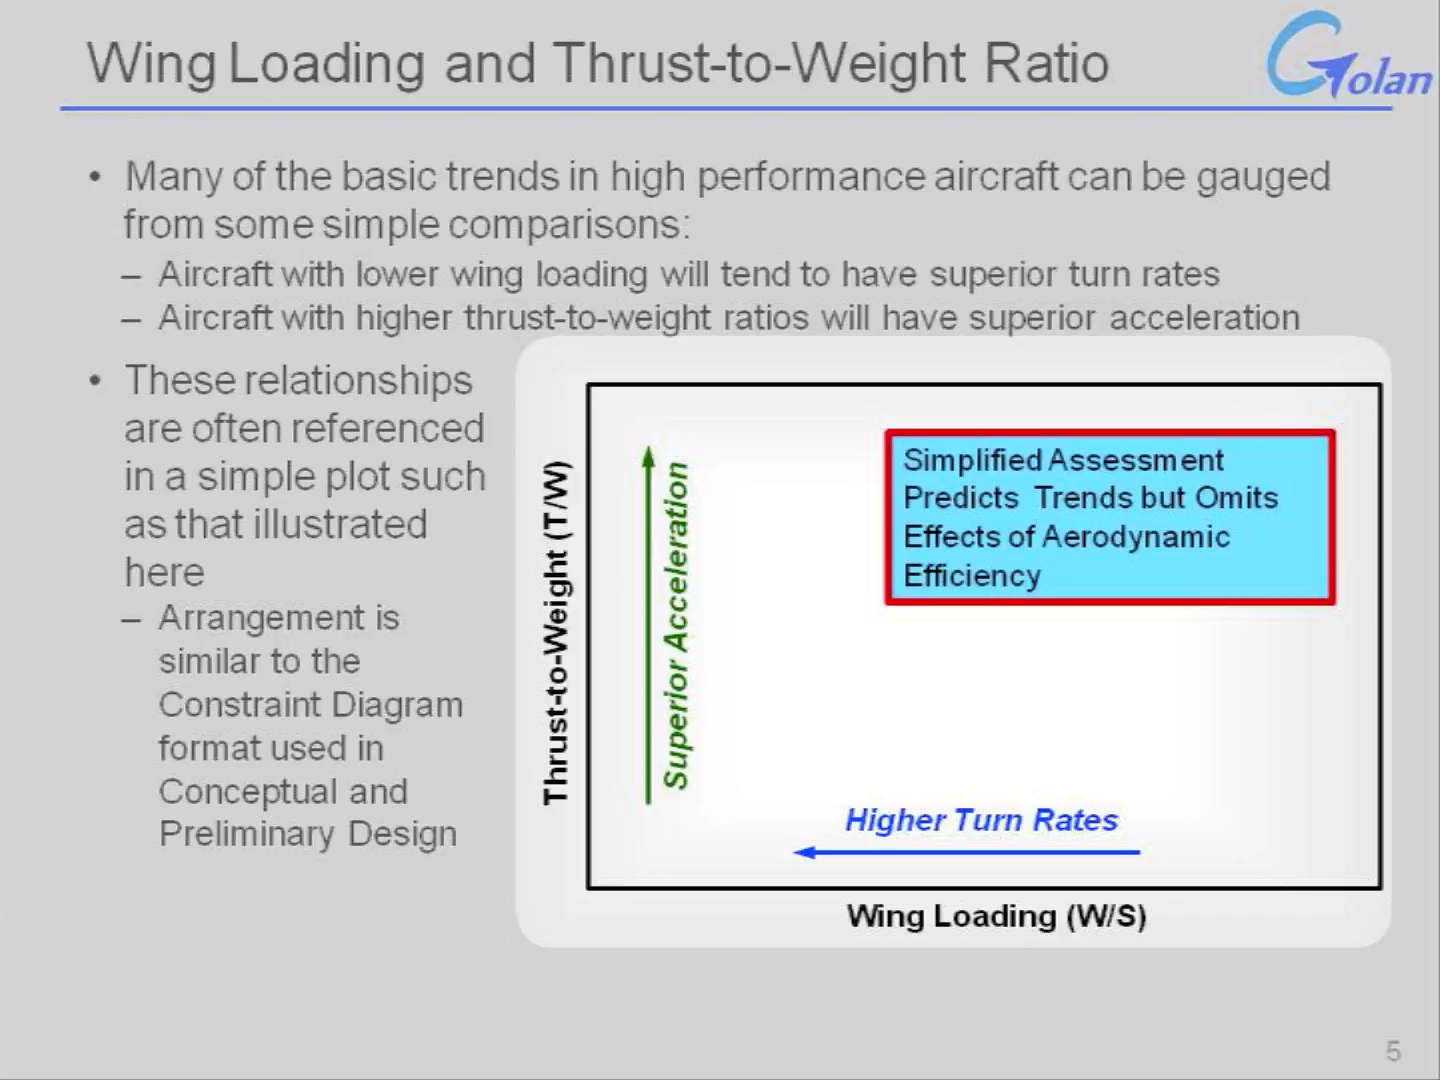 Wing Loading and Thrust-to-Weight Ratio
Golan
• Many of the basic trends in high performance aircraft can be gauged
from some simple comparisons:
– Aircraft with lower wing loading will tend to have superior turn rates
– Aircraft with higher thrust-to-weight ratios will have superior acceleration
• These relationships
are often referenced
in a simple plot such
as that illustrated
here
– Arrangement is
similar to the
Constraint Diagram
format used in
Conceptual and
Preliminary Design
Thrust-to-Weight (T/W)
Superior Acceleration
Simplified Assessment
Predicts Trends but Omits
Effects of Aerodynamic
Efficiency
Higher Turn Rates
Wing Loading (W/S)
5